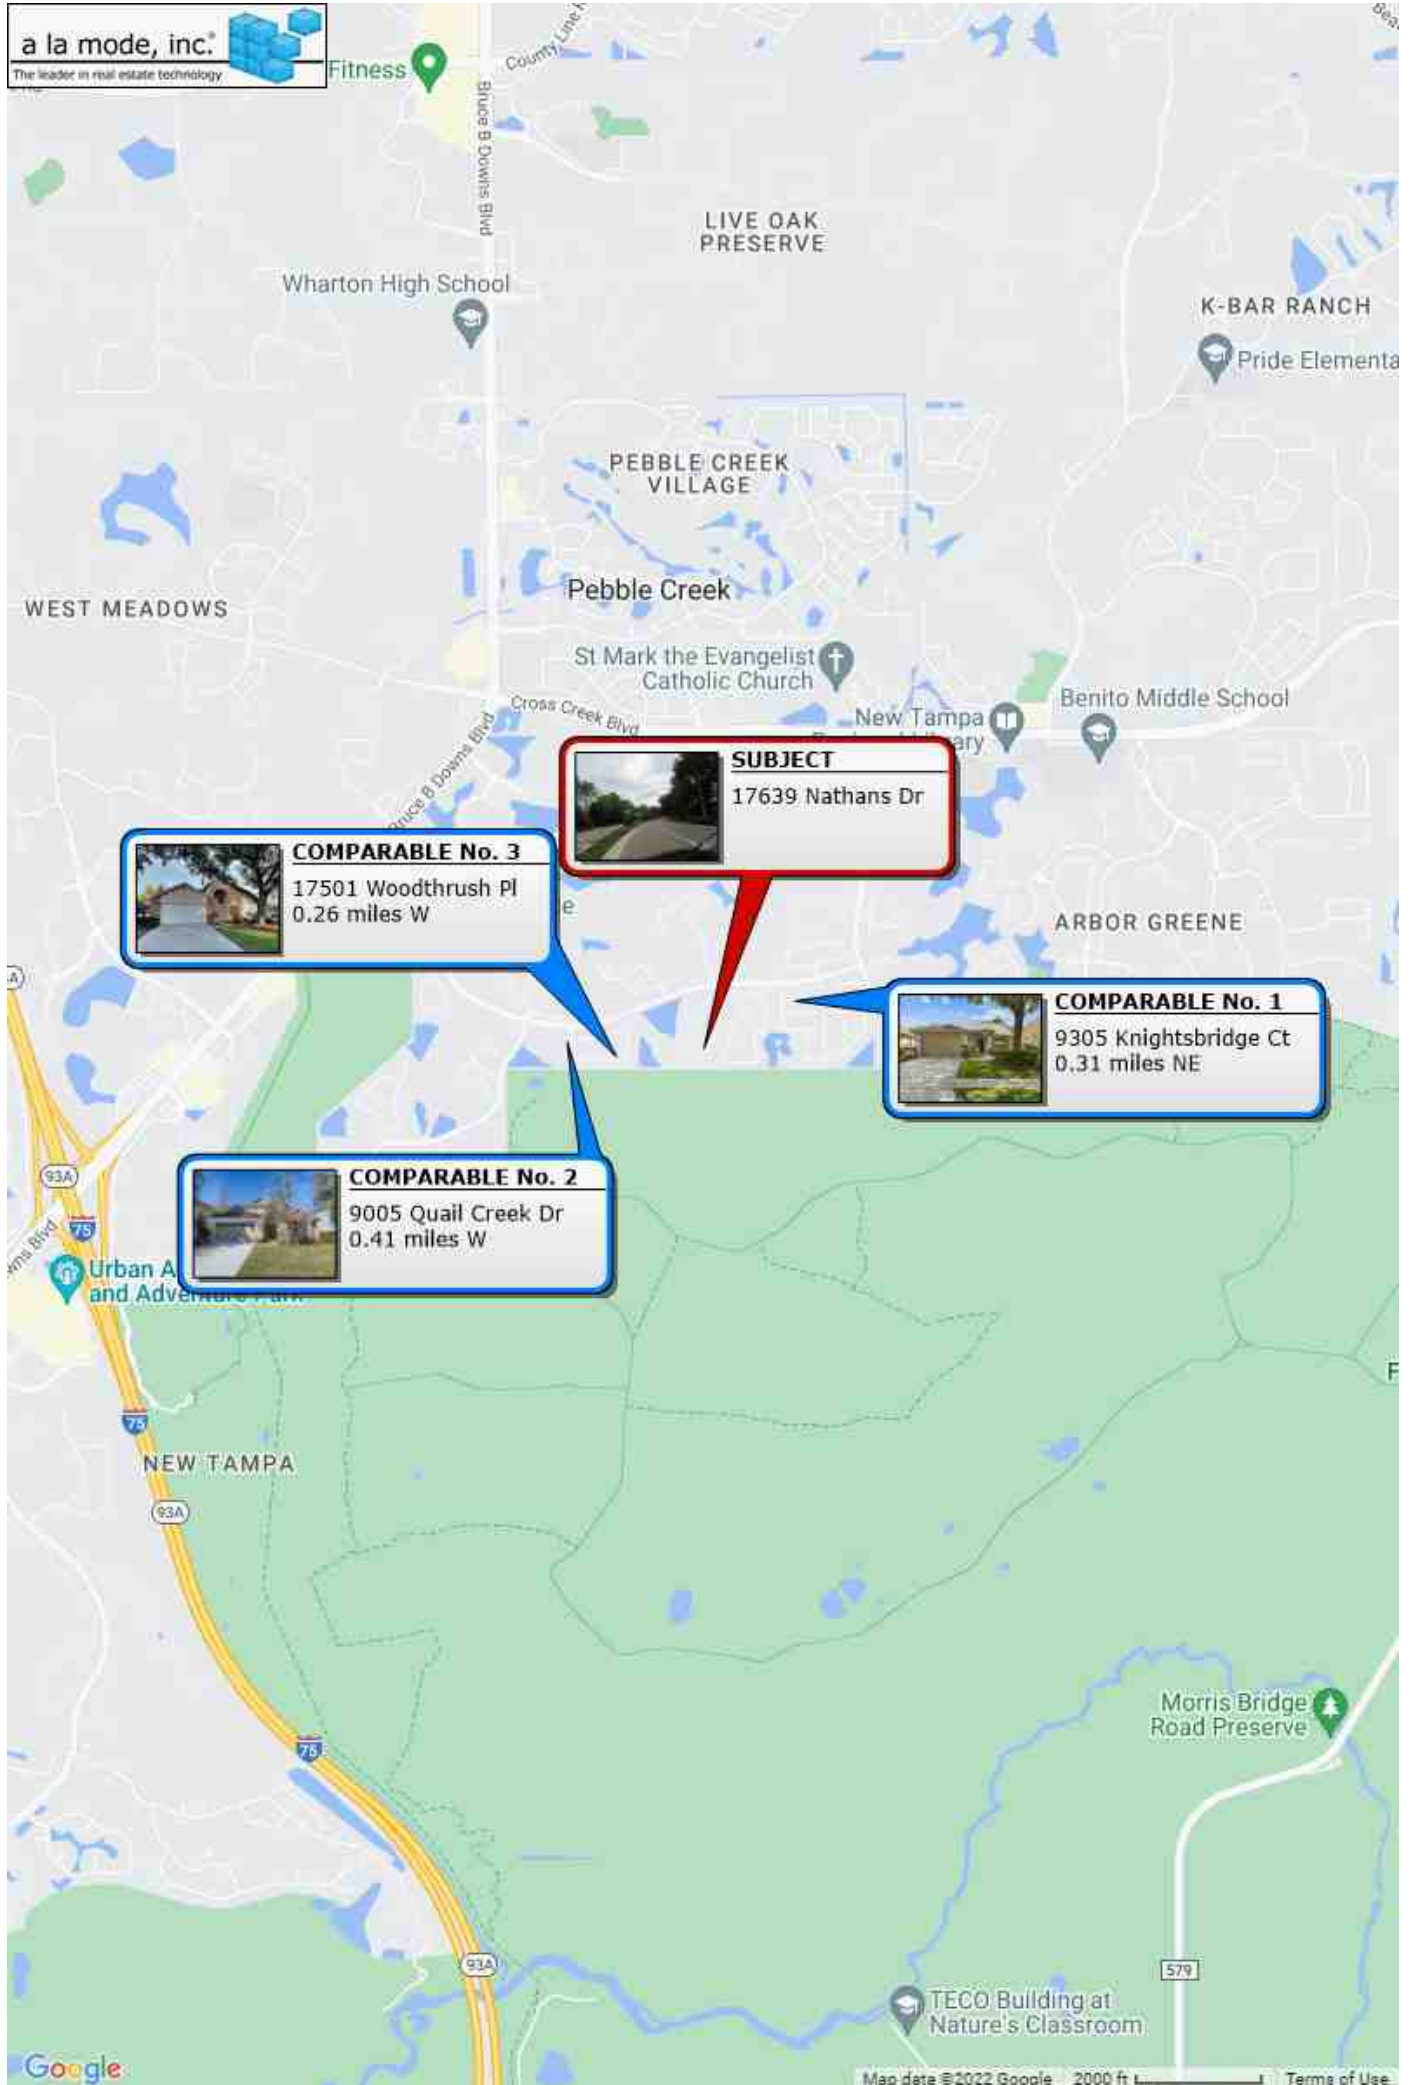 a la mode, inc.®
The leader in real estate technology
Fitness
County Line
Bruce B Downs Blvd
LIVE OAK
PRESERVE
Wharton High School
K-BAR RANCH
Pride Elementa
PEBBLE CREEK
VILLAGE
Pebble Creek
WEST MEADOWS
St Mark the Evangelist
Catholic Church
Cross Creek Blvd
New Tampa
Benito Middle School
Bruce B Downs Blvd
SUBJECT
17639 Nathans Dr
COMPARABLE No. 3
17501 Woodthrush Pl
0.26 miles W
e
ARBOR GREENE
COMPARABLE No. 1
9305 Knightsbridge Ct
0.31 miles NE
COMPARABLE No. 2
9005 Quail Creek Dr
0.41 miles W
93A
75
wns Blvd
Urban A
and Adventure Park
F
75
NEW TAMPA
93A
Morris Bridge
Road Preserve
75
93A
579
TECO Building at
Nature's Classroom
Google
Map data ©2022 Google 2000 ft Terms of Use